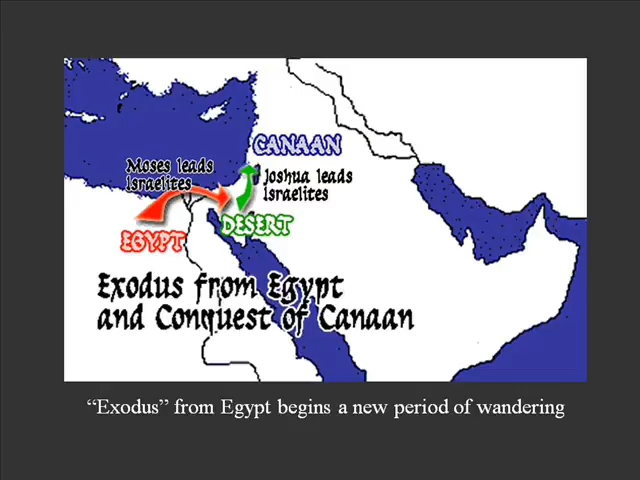 CANAAN
Moses leads
Israelites
Joshua leads
Israelites
DESERT
EGYPT
Exodus from Egypt
and Conquest of Canaan
“Exodus” from Egypt begins a new period of wandering